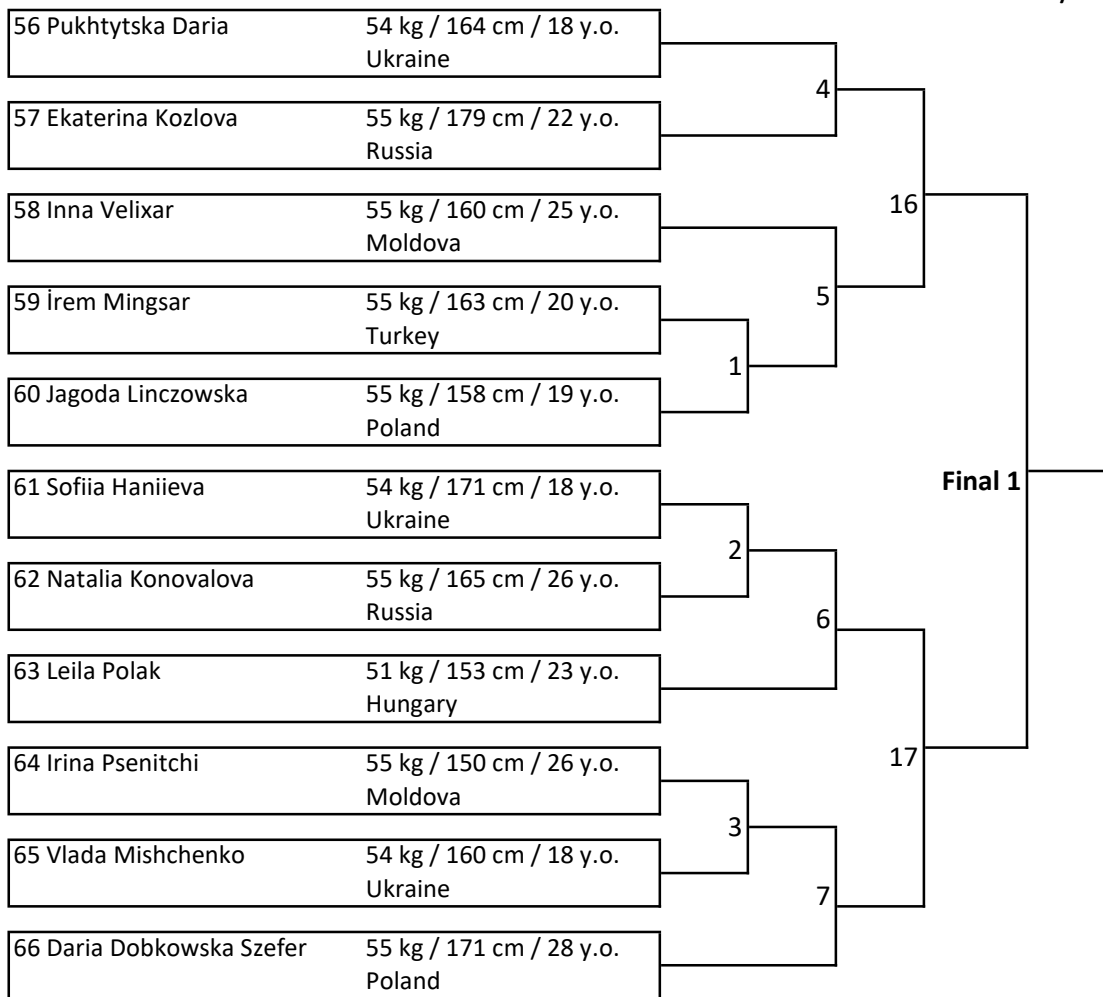 56 Pukhtytska Daria 54 kg / 164 cm / 18 y.o.
Ukraine
4
57 Ekaterina Kozlova 55 kg / 179 cm / 22 y.o.
Russia
58 Inna Velixar 55 kg / 160 cm / 25 y.o.
16
Moldova
59 İrem Mingsar 55 kg / 163 cm / 20 y.o.
5
Turkey
1
60 Jagoda Linczowska 55 kg / 158 cm / 19 y.o.
Poland
61 Sofiia Haniieva 54 kg / 171 cm / 18 y.o.
Final 1
Ukraine
2
62 Natalia Konovalova 55 kg / 165 cm / 26 y.o.
Russia
6
63 Leila Polak 51 kg / 153 cm / 23 y.o.
Hungary
64 Irina Psenitchi 55 kg / 150 cm / 26 y.o.
17
Moldova
3
65 Vlada Mishchenko 54 kg / 160 cm / 18 y.o.
Ukraine
7
66 Daria Dobkowska Szefer 55 kg / 171 cm / 28 y.o.
Poland